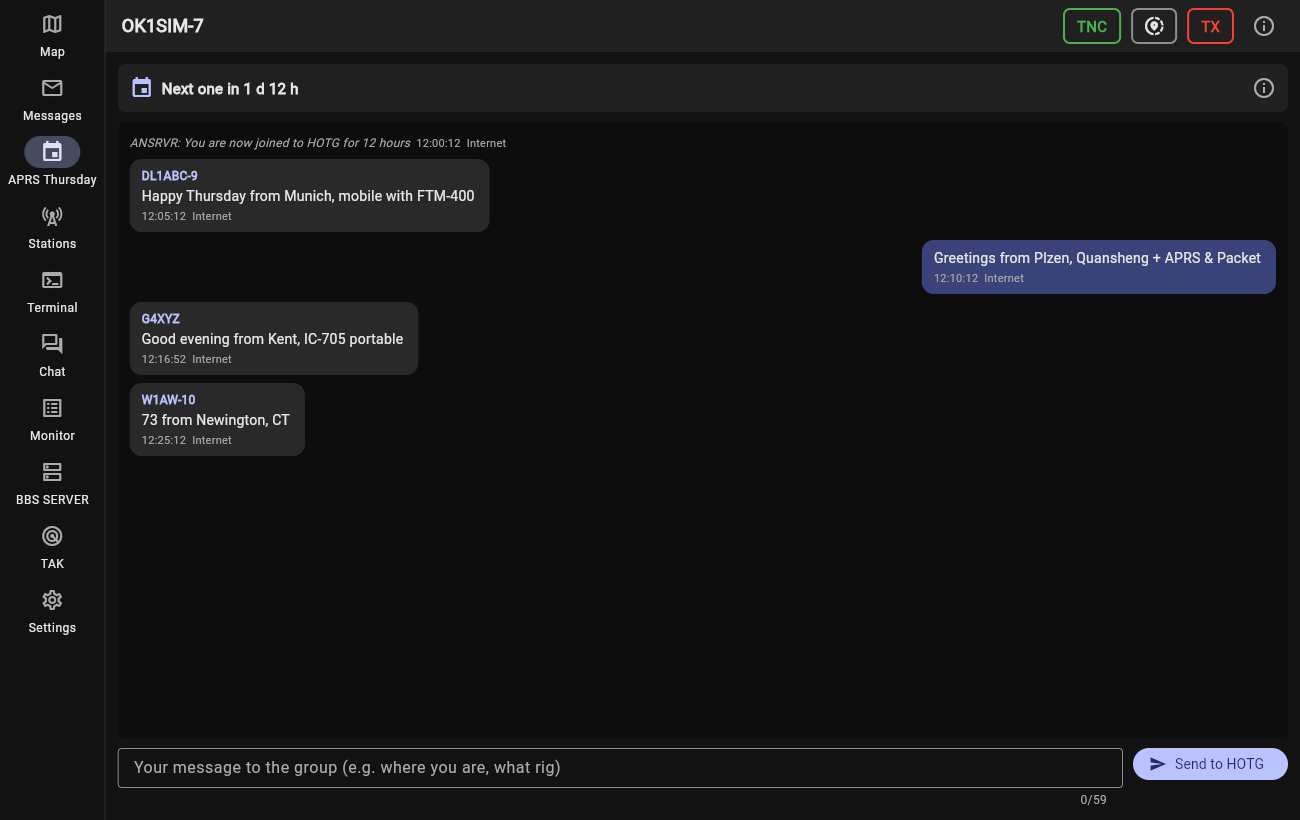 OK1SIM-7
TNC
TX
Map
Messages
APRS Thursday
Stations
Terminal
Chat
Monitor
BBS SERVER
TAK
Settings
Next one in 1 d 12 h
ANSRVR: You are now joined to HOTG for 12 hours 12:00:12 Internet
DL1ABC-9
Happy Thursday from Munich, mobile with FTM-400
12:05:12 Internet
Greetings from Plzen, Quansheng + APRS & Packet
12:10:12 Internet
G4XYZ
Good evening from Kent, IC-705 portable
12:16:52 Internet
W1AW-10
73 from Newington, CT
12:25:12 Internet
Your message to the group (e.g. where you are, what rig)
Send to HOTG
0/59